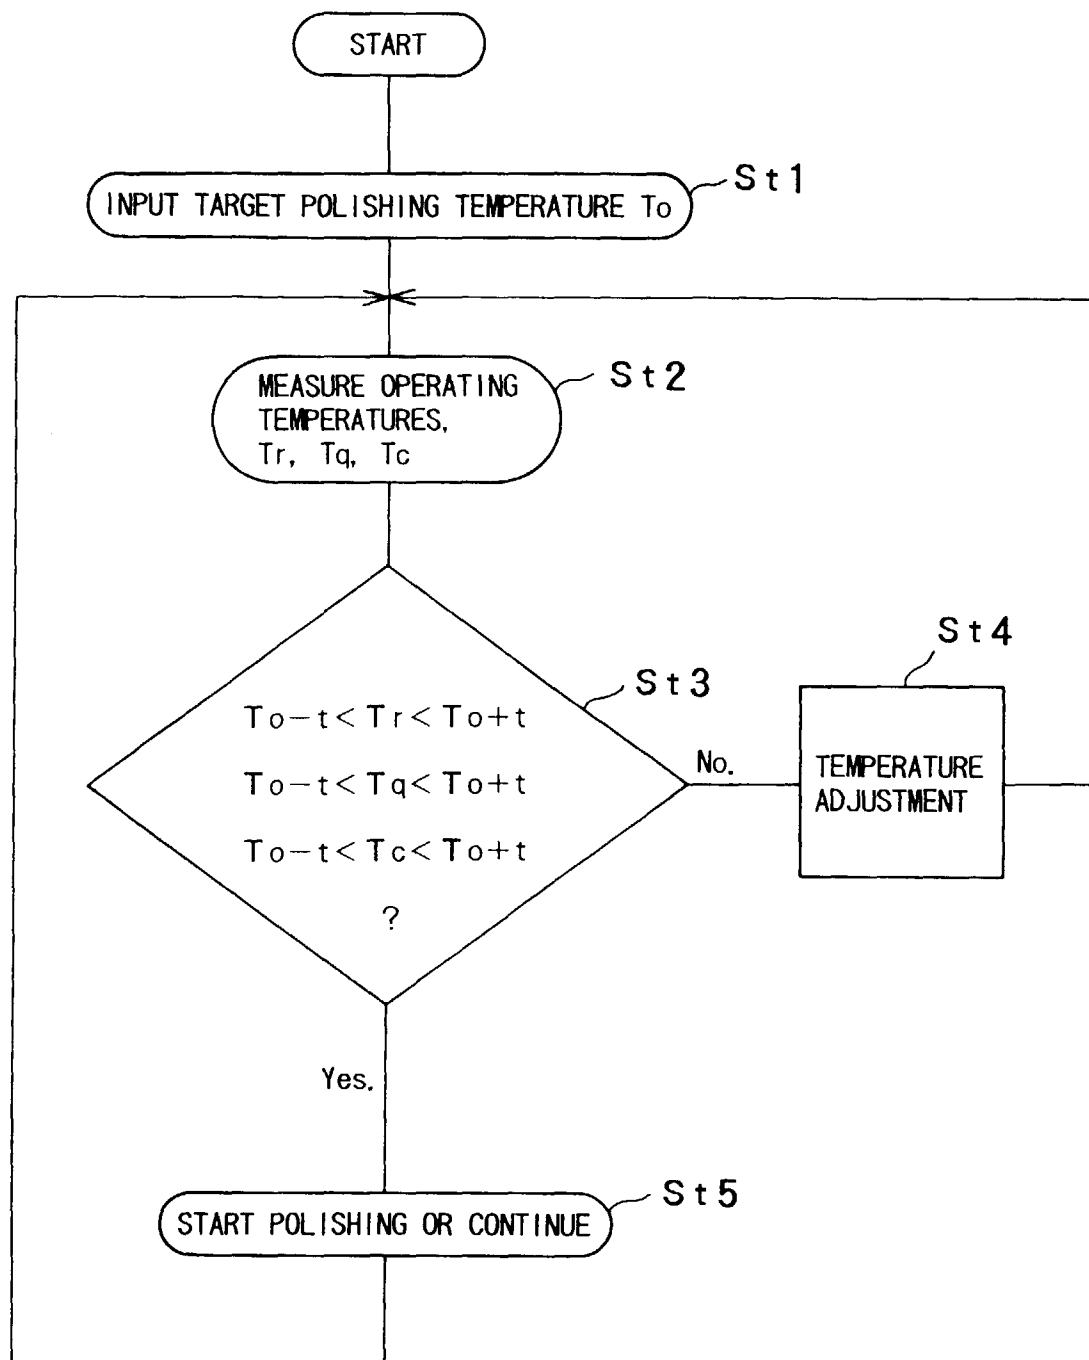 START
INPUT TARGET POLISHING TEMPERATURE To
St1
MEASURE OPERATING
TEMPERATURES,
Tr, Tq, Tc
St2
To-t<Tr<To+t
To-t<Tq<To+t
To-t<Tc<To+t
?
St3
No.
St4
TEMPERATURE
ADJUSTMENT
Yes.
START POLISHING OR CONTINUE
St5